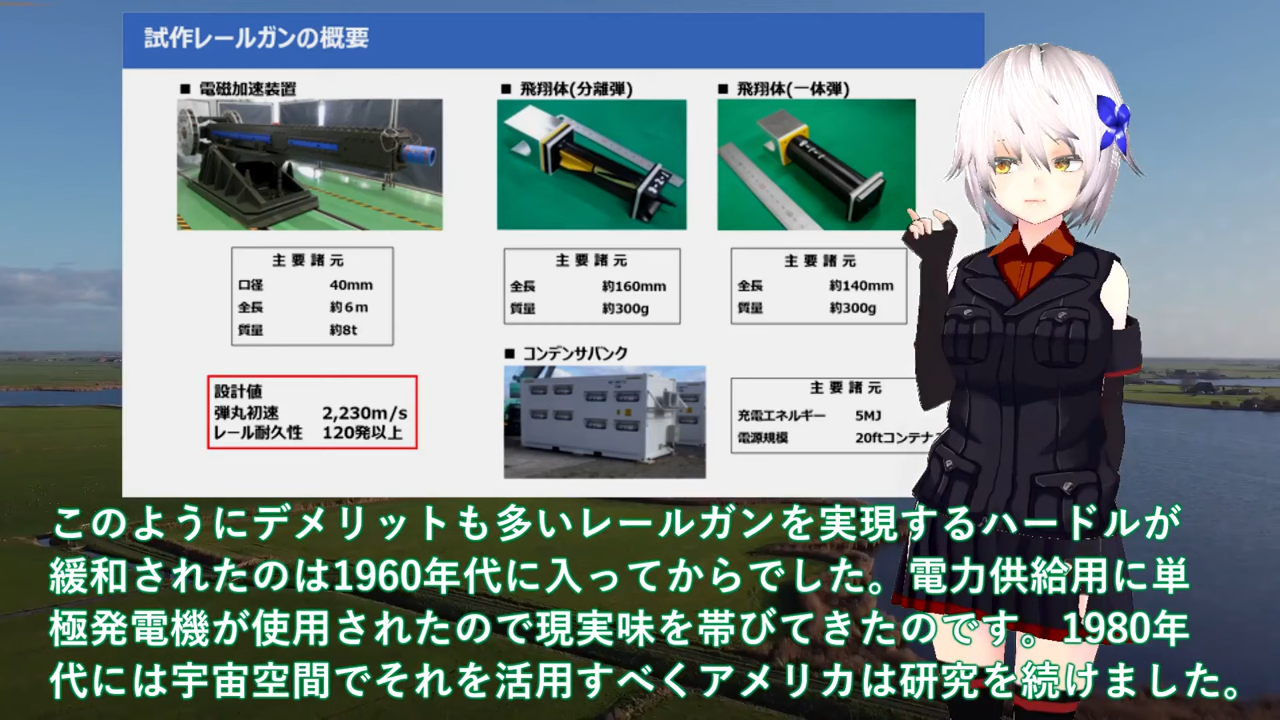 試作レールガンの概要
■ 電磁加速装置
■ 飛翔体(分離弾)
■ 飛翔体(一体弾)
主要諸元
口径 40mm
全長 約6m
質量 約8t
主要諸元
全長 約160mm
質量 約300g
主要諸元
全長 約140mm
質量 約300g
設計値
弾丸初速 2,230m/s
レール耐久性 120発以上
■ コンデンサバンク
主要諸元
充電エネルギー 5MJ
電源規模 20ftコンテナ
このようにデメリットも多いレールガンを実現するハードルが
緩和されたのは1960年代に入ってからでした。電力供給用に単
極発電機が使用されたので現実味を帯びてきたのです。1980年
代には宇宙空間でそれを活用すべくアメリカは研究を続けました。